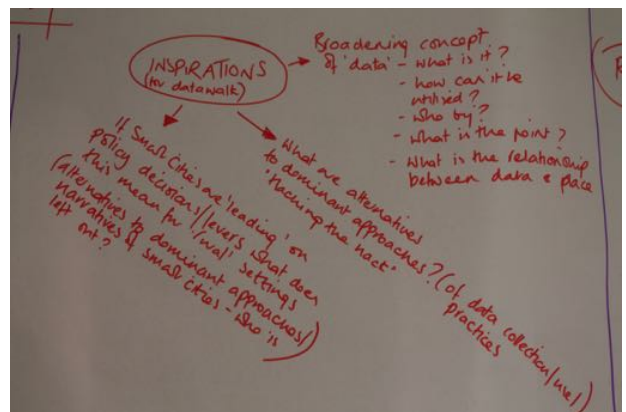 INSPIRATIONS
(for datawalk)
Broadening concept
of 'data' - what is it?
- how can it be
utilised?
- who by?
- what is the point?
- what is the relationship
between data & place
If Smart Cities are 'leading' on
policy decisions/levers what does
this mean for 'rural' settings
(alternatives to dominant approaches/
narratives of smart cities - who is
left out?)
What are alternatives
to dominant approaches? (of data collection/use/
practices)
'hacking the hack'